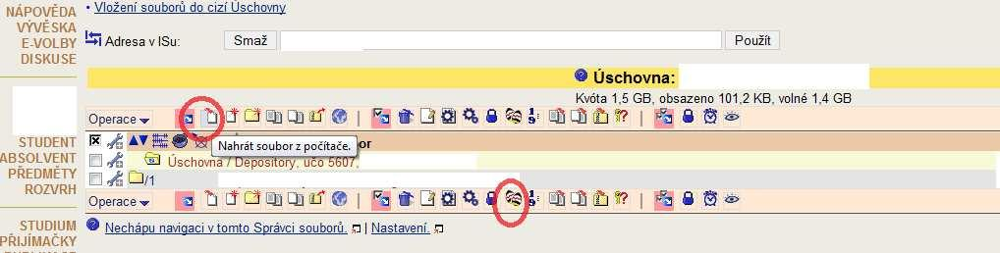 NÁPOVĚDA
VÝVĚSKA
E-VOLBY
DISKUSE
• Vložení souborů do cizí Úschovny
Adresa v ISu: Smaž Použít
Úschovna:
Kvóta 1,5 GB, obsazeno 101,2 KB, volné 1,4 GB
Operace
Nahrát soubor z počítače. bor
Úschovna / Depository, učo 5607,
/1
Operace
STUDENT
ABSOLVENT
PŘEDMĚTY
ROZVRH
Nechápu navigaci v tomto Správci souborů. | Nastavení.
STUDIUM
PŘIJÍMAČKY